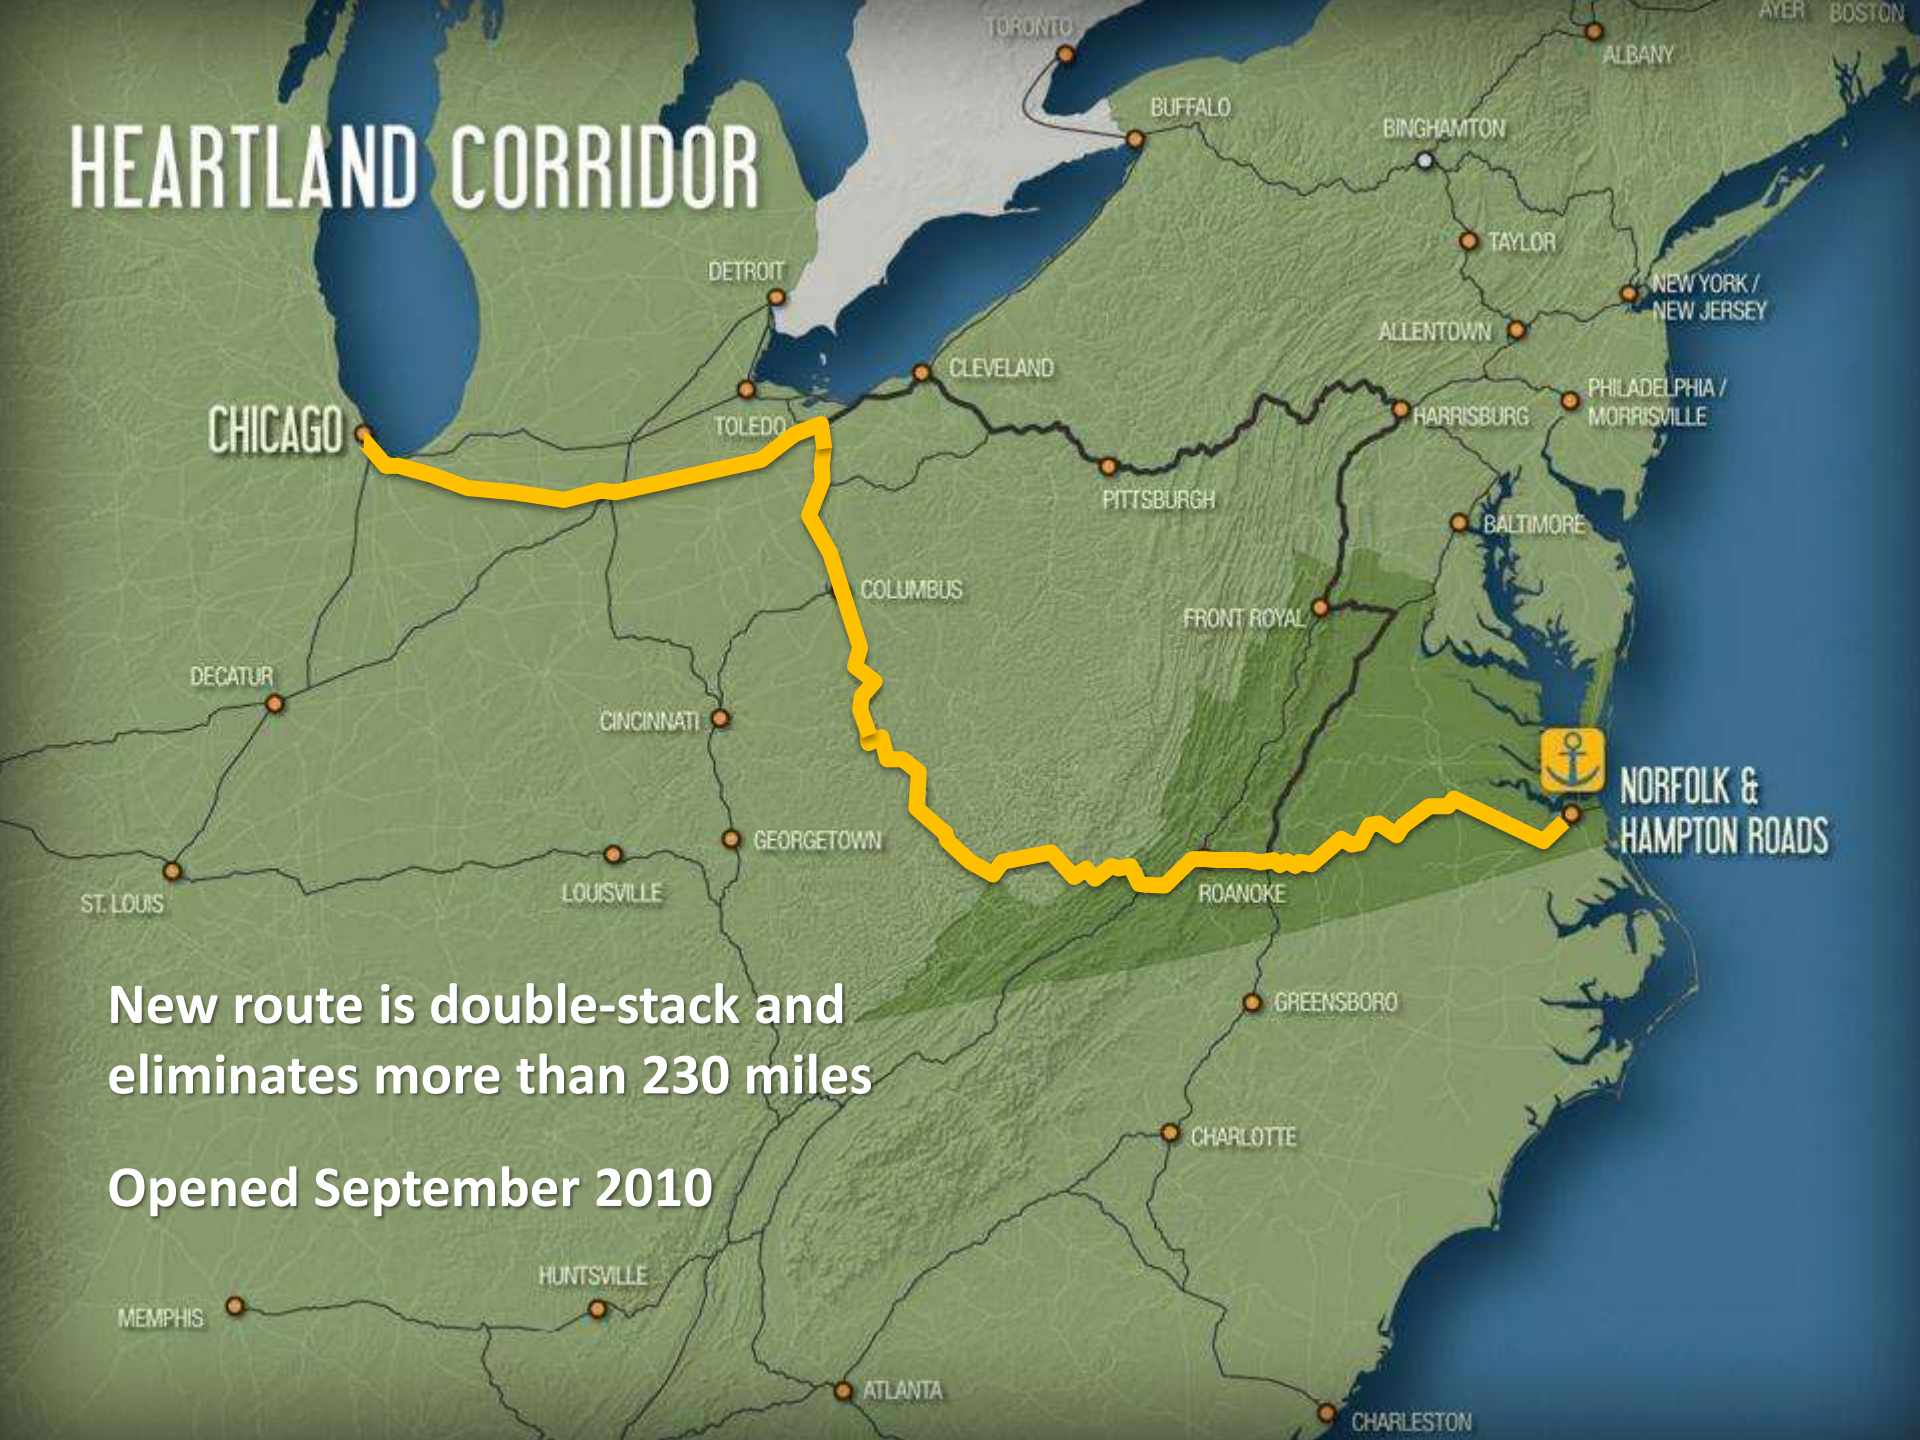 TORONTO
AYER
BOSTON
ALBANY
BUFFALO
BINGHAMTON
HEARTLAND CORRIDOR
TAYLOR
DETROIT
NEW YORK /
NEW JERSEY
ALLENTOWN
CLEVELAND
PHILADELPHIA /
MORRISVILLE
HARRISBURG
CHICAGO
TOLEDO
PITTSBURGH
BALTIMORE
COLUMBUS
FRONT ROYAL
DECATUR
CINCINNATI
NORFOLK &
HAMPTON ROADS
GEORGETOWN
LOUISVILLE
ROANOKE
ST. LOUIS
New route is double-stack and
eliminates more than 230 miles
GREENSBORO
CHARLOTTE
Opened September 2010
HUNTSVILLE
MEMPHIS
ATLANTA
CHARLESTON